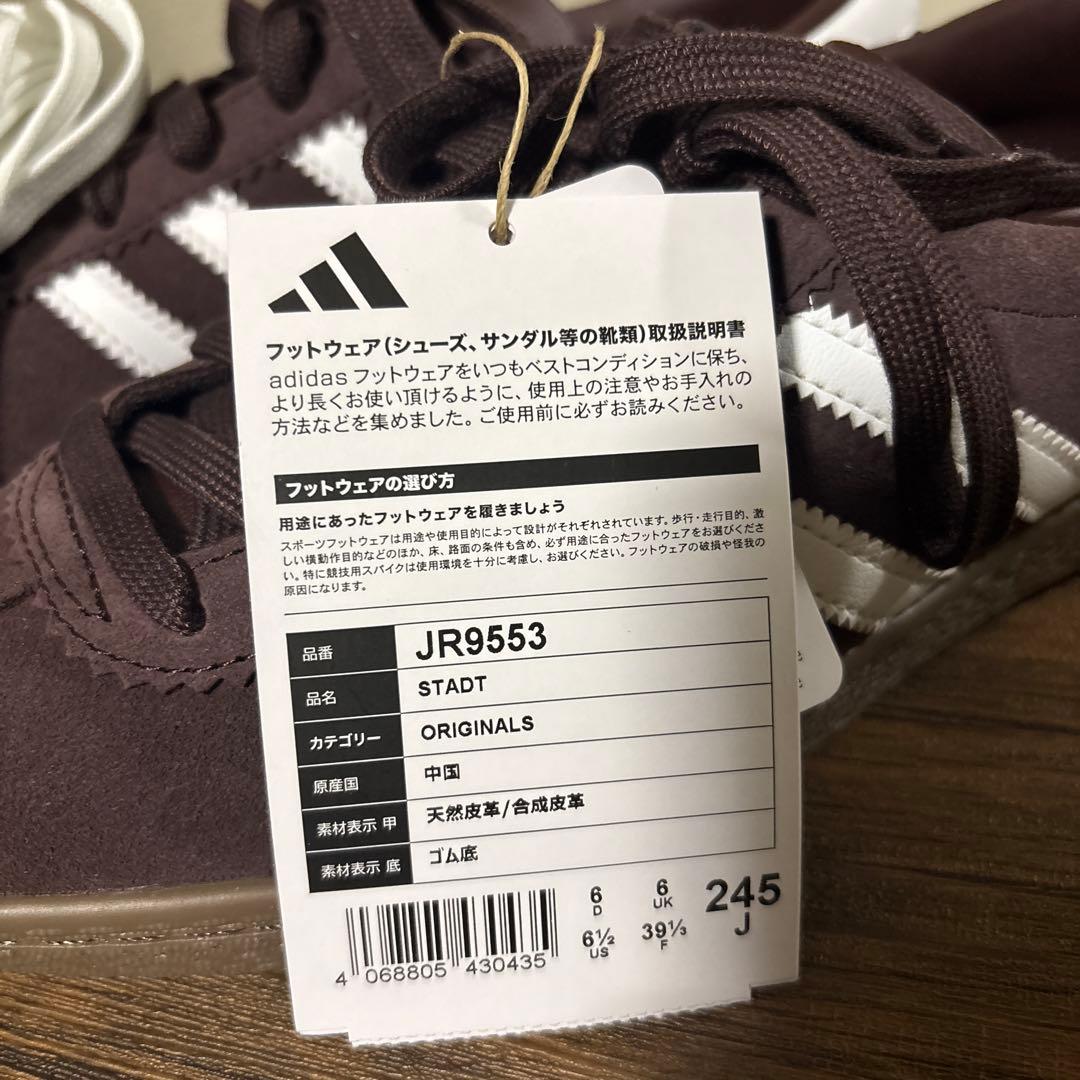 フットウェア(シューズ、サンダル等の靴類)取扱説明書
adidas フットウェアをいつもベストコンディションに保ち、
より長くお使い頂けるように、使用上の注意やお手入れの
方法などを集めました。ご使用前に必ずお読みください。
フットウェアの選び方
用途にあったフットウェアを履きましょう
スポーツフットウェアは用途や使用目的によって設計がそれぞれされています。歩行・走行目的、激
しい横動作目的などのほか、床、路面の条件も含め、必ず用途に合ったフットウェアをお選びくださ
い。特に競技用スパイクは使用環境を十分に考慮し、お選びください。フットウェアの破損や怪我の
原因になります。
品番 JR9553
品名 STADT
カテゴリー ORIGINALS
原産国 中国
素材表示 甲 天然皮革/合成皮革
素材表示 底 ゴム底
6 6 245
D UK J
6½ 39⅓
US F
4 068805 430435